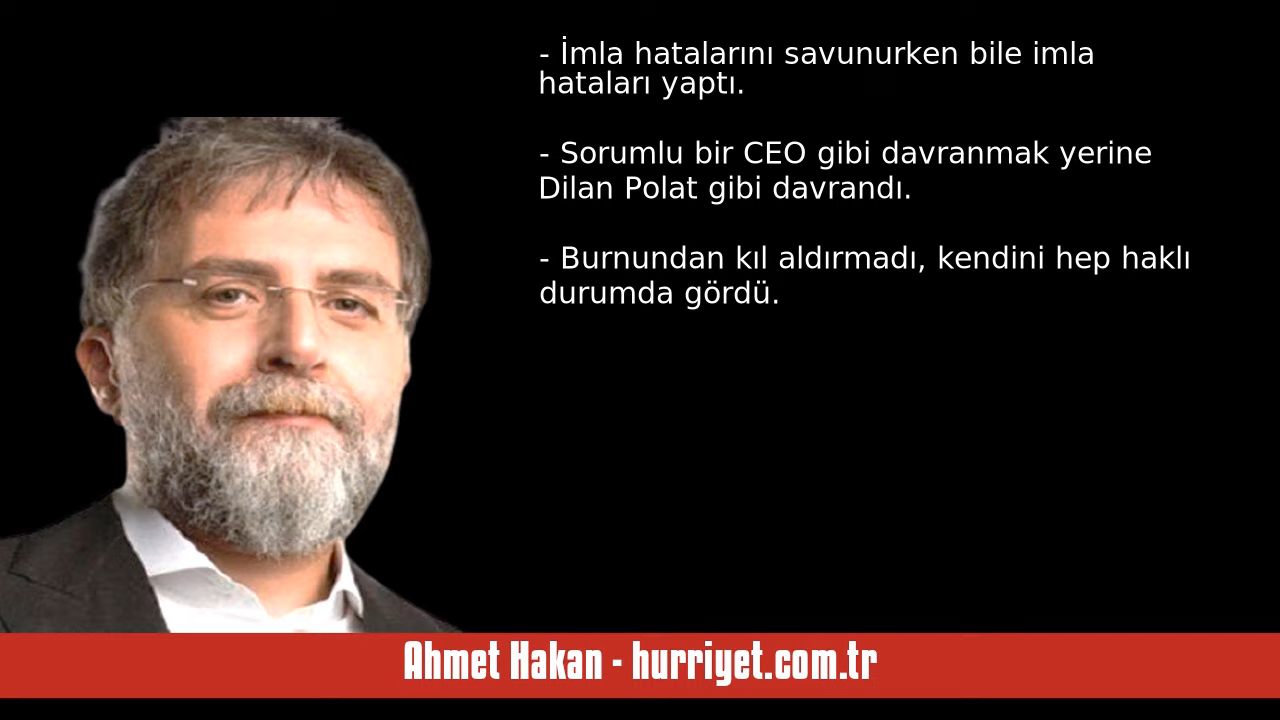 - İmla hatalarını savunurken bile imla
hataları yaptı.
- Sorumlu bir CEO gibi davranmak yerine
Dilan Polat gibi davrandı.
- Burnundan kıl aldırmadı, kendini hep haklı
durumda gördü.
Ahmet Hakan - hurriyet.com.tr